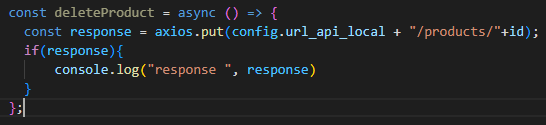 const deleteProduct = async () => {
const response = axios.put(config.url_api_local + "/products/"+id);
if(response){
console.log("response ", response)
}
};